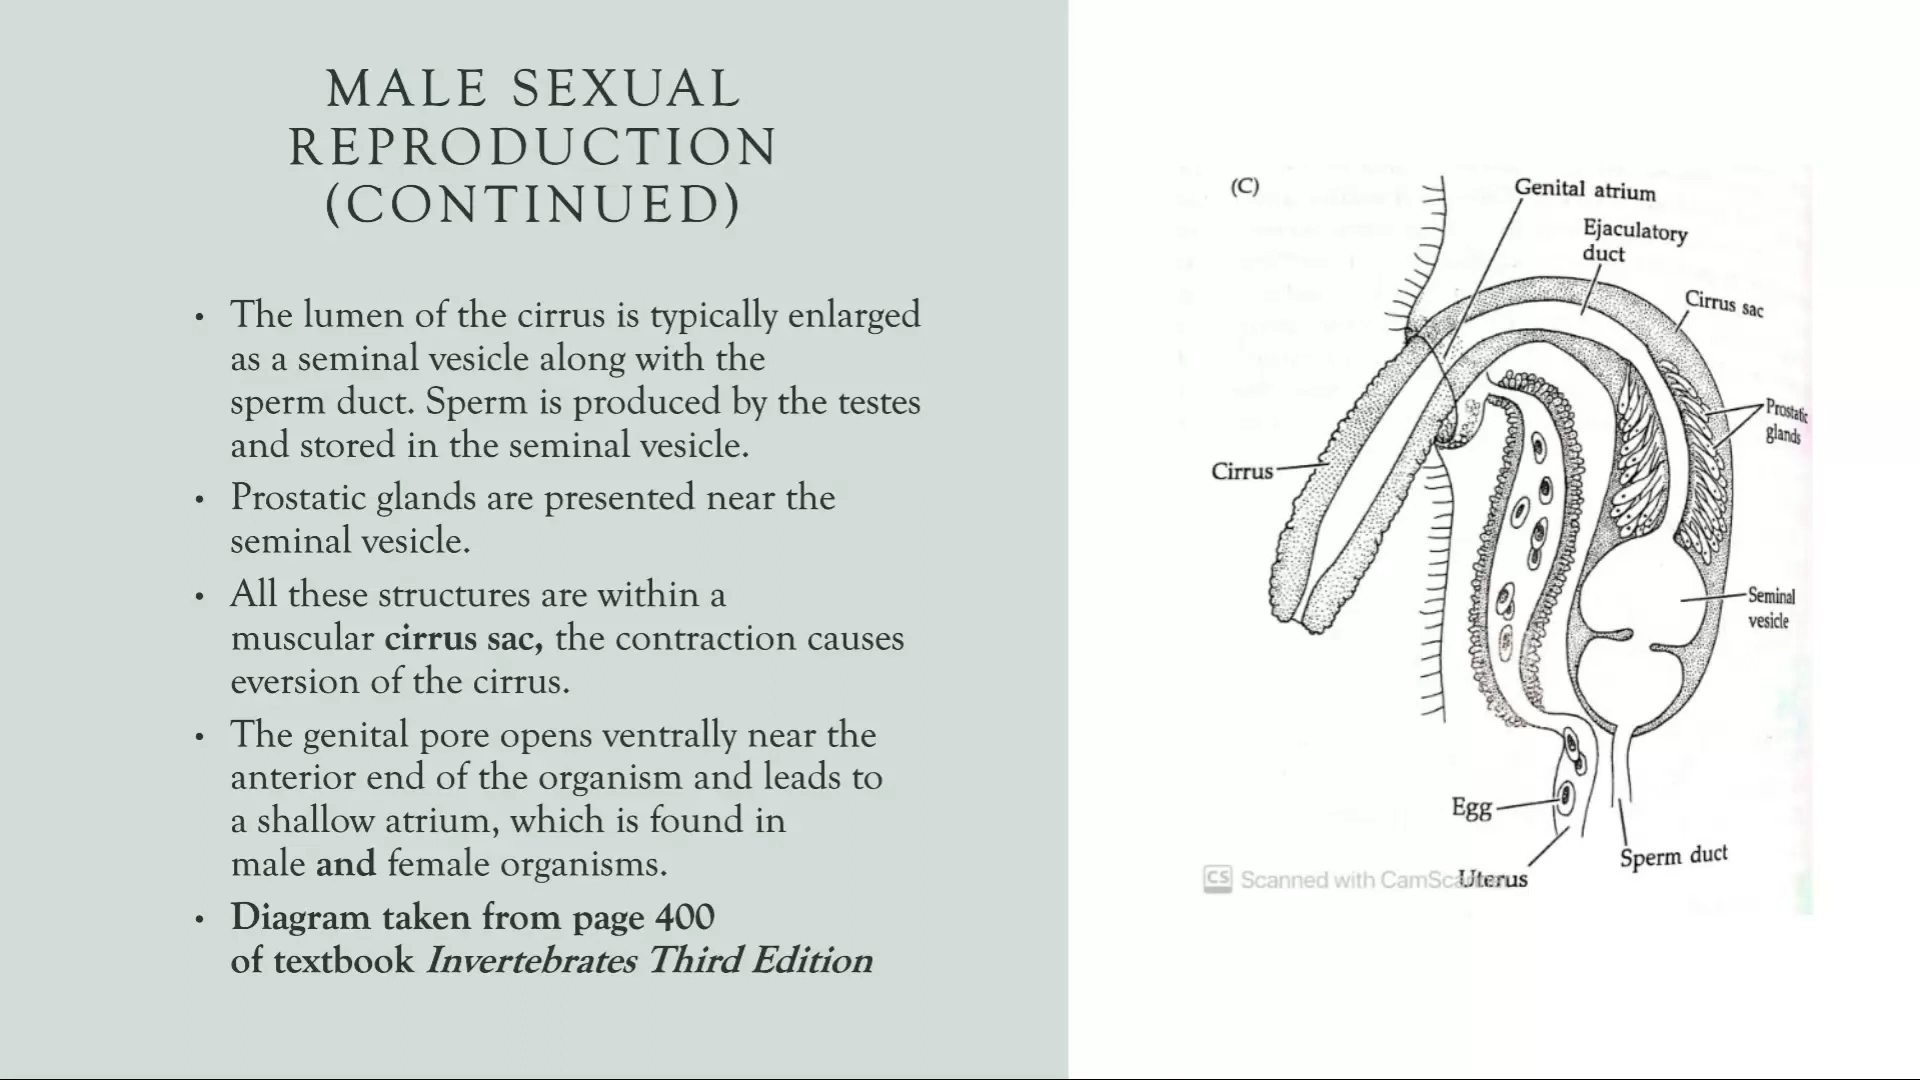 MALE SEXUAL
REPRODUCTION
(CONTINUED)
• The lumen of the cirrus is typically enlarged
as a seminal vesicle along with the
sperm duct. Sperm is produced by the testes
and stored in the seminal vesicle.
• Prostatic glands are presented near the
seminal vesicle.
• All these structures are within a
muscular cirrus sac, the contraction causes
eversion of the cirrus.
• The genital pore opens ventrally near the
anterior end of the organism and leads to
a shallow atrium, which is found in
male and female organisms.
• Diagram taken from page 400
of textbook Invertebrates Third Edition
(C)
Genital atrium
Ejaculatory
duct
Cirrus sac
Prostatic
glands
Cirrus
Seminal
vesicle
Egg
Sperm duct
Uterus
CS Scanned with CamScanner